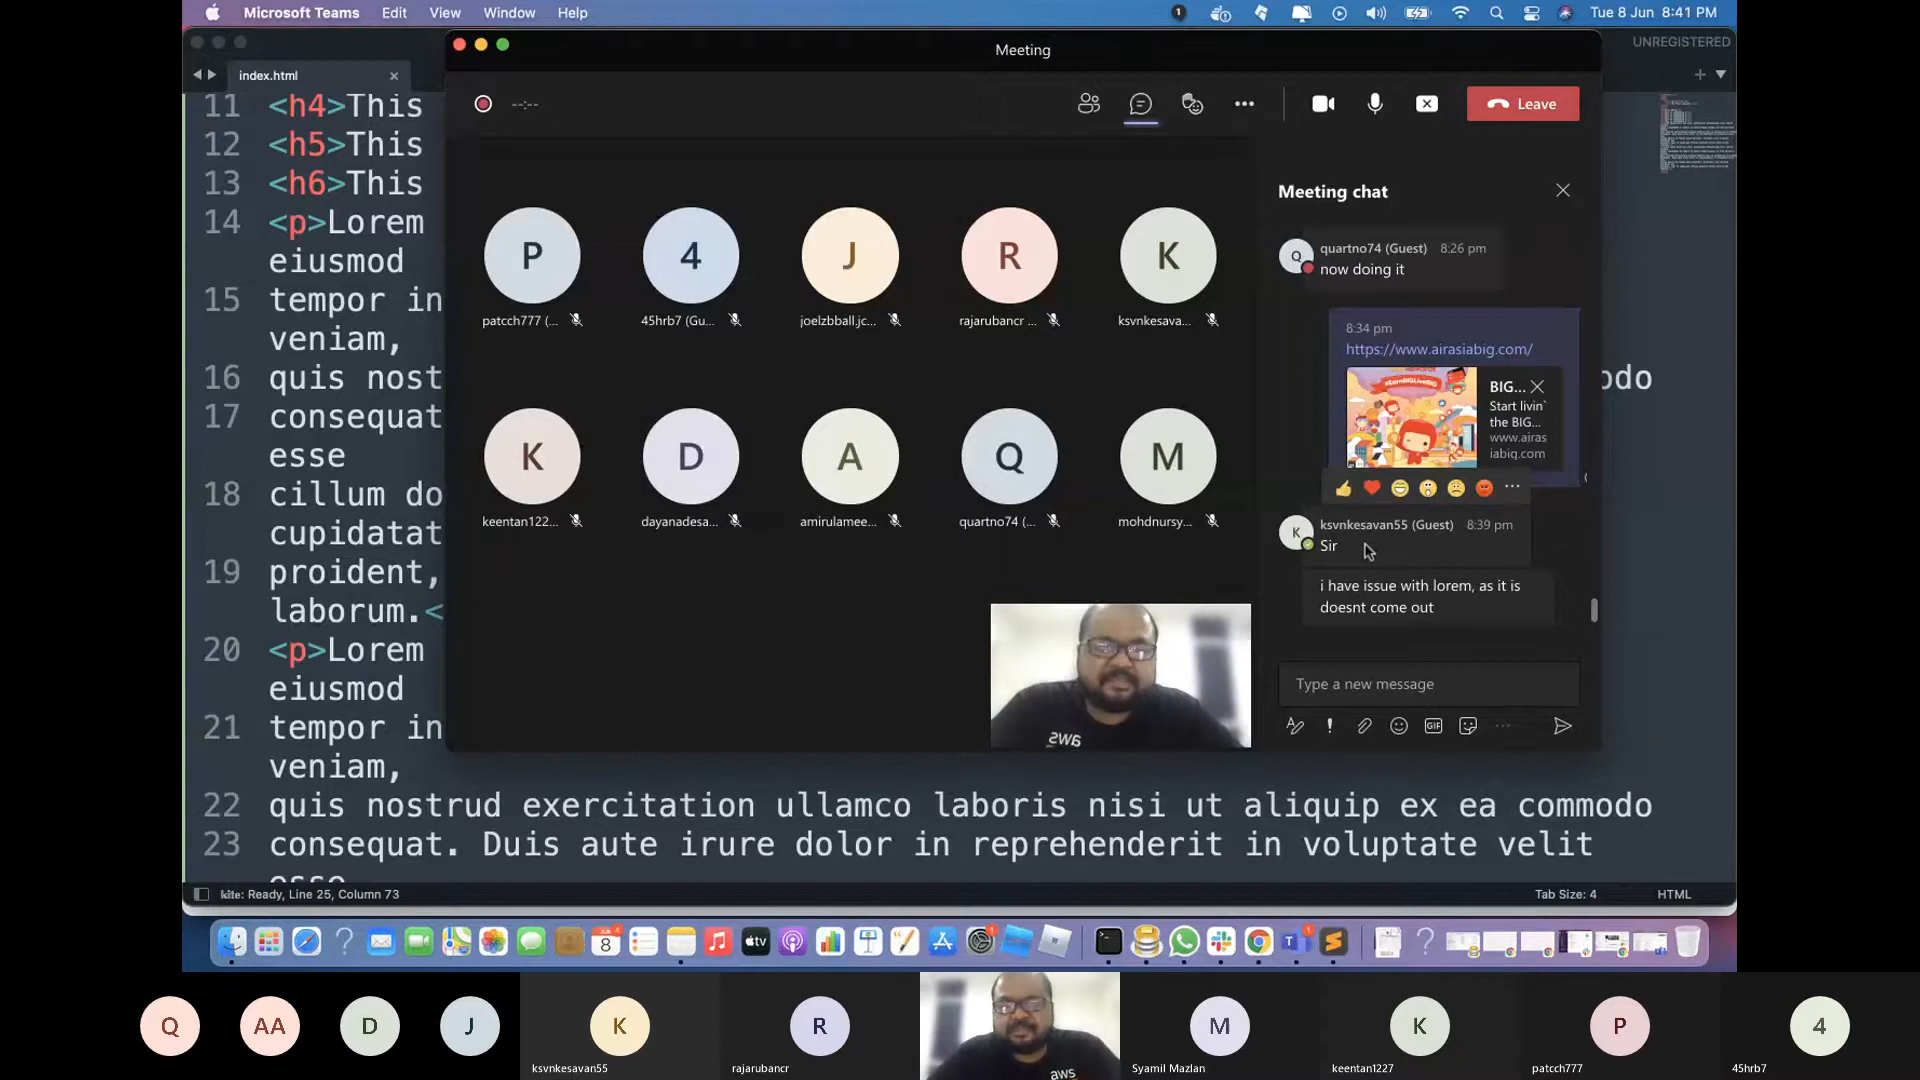 Microsoft Teams Edit View Window Help
1
Tue 8 Jun 8:41 PM
UNREGISTERED
index.html
Meeting
--:--
Leave
11 <h4>This
12 <h5>This
13 <h6>This
14 <p>Lorem
eiusmod
15 tempor in
veniam,
16 quis nost
odo
17 consequat
esse
18 cillum do
cupidatat
19 proident,
laborum.<
20 <p>Lorem
eiusmod
21 tempor in
veniam,
22 quis nostrud exercitation ullamco laboris nisi ut aliquip ex ea commodo
23 consequat. Duis aute irure dolor in reprehenderit in voluptate velit
esse
P
4
J
R
K
patcch777 (...
45hrb7 (Gu...
joelzbball.jc...
rajarubancr ...
ksvnkesava...
K
D
A
Q
M
keentan122...
dayanadesa...
amirulamee...
quartno74 (...
mohdnursy...
aws
Meeting chat
Q
quartno74 (Guest) 8:26 pm
now doing it
8:34 pm
https://www.airasiabig.com/
#EarnBIGLiveBIG
BIG...
Start livin`
the BIG...
www.airas
iabig.com
K
ksvnkesavan55 (Guest) 8:39 pm
Sir
i have issue with lorem, as it is
doesnt come out
Type a new message
GIF
kite: Ready, Line 25, Column 73
Tab Size: 4
HTML
8
tv
Q
AA
D
J
K
R
M
K
P
4
ksvnkesavan55
rajarubancr
aws
Syamil Mazlan
keentan1227
patcch777
45hrb7